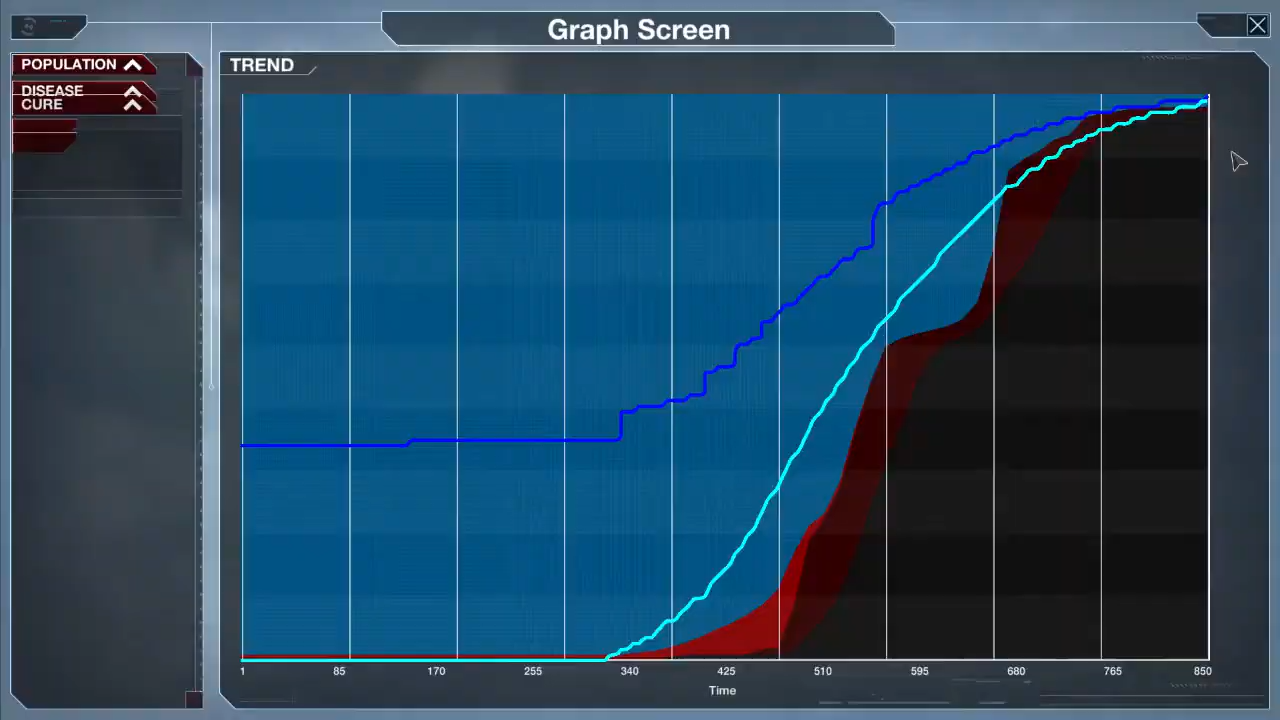 Graph Screen
POPULATION
DISEASE
CURE
TREND
1 85 170 255 340 425 510 595 680 765 850
Time